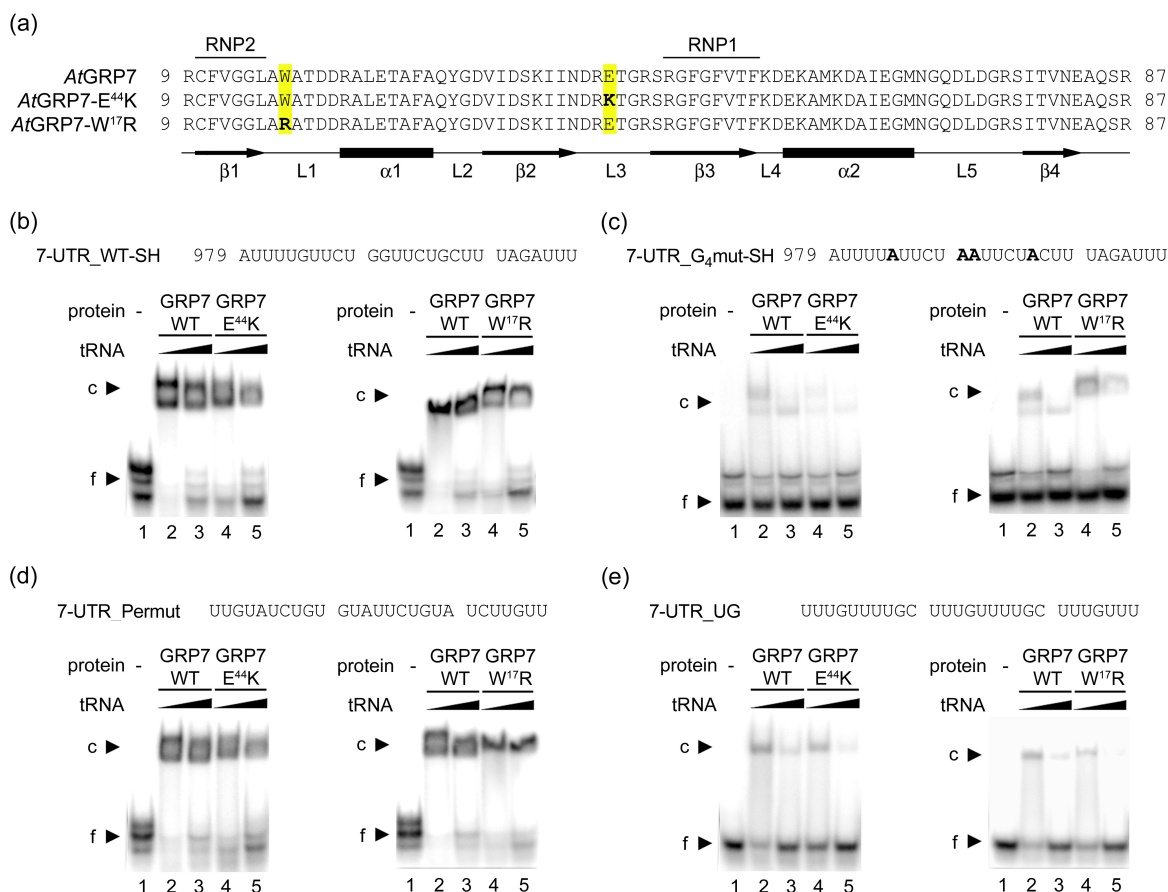 (a)
RNP2 RNP1
AtGRP7 9 RCFVGGLAWATDDRALETAFAQYGDVIDSKIINDRETGRSRGFGFVTFKDEKAMKDAIEGMNGQDLDGRSITVNEAQSR 87
AtGRP7-E44K 9 RCFVGGLAWATDDRALETAFAQYGDVIDSKIINDRKTGRSRGFGFVTFKDEKAMKDAIEGMNGQDLDGRSITVNEAQSR 87
AtGRP7-W17R 9 RCFVGGLARATDDRALETAFAQYGDVIDSKIINDRETGRSRGFGFVTFKDEKAMKDAIEGMNGQDLDGRSITVNEAQSR 87
β1 L1 α1 L2 β2 L3 β3 L4 α2 L5 β4
(b)
7-UTR_WT-SH 979 AUUUUGUUCU GGUUCUGCUU UAGAUUU
protein - GRP7 WT GRP7 E44K
tRNA
c
f
1 2 3 4 5
protein - GRP7 WT GRP7 W17R
tRNA
c
f
1 2 3 4 5
(c)
7-UTR_G4mut-SH 979 AUUUUAUUCU AAUUCUACUU UAGAUUU
protein - GRP7 WT GRP7 E44K
tRNA
c
f
1 2 3 4 5
protein - GRP7 WT GRP7 W17R
tRNA
c
f
1 2 3 4 5
(d)
7-UTR_Permut UUGUAUCUGU GUAUUCUGUA UCUUGUU
protein - GRP7 WT GRP7 E44K
tRNA
c
f
1 2 3 4 5
protein - GRP7 WT GRP7 W17R
tRNA
c
f
1 2 3 4 5
(e)
7-UTR_UG UUUGUUUUGC UUUGUUUUGC UUUGUUU
protein - GRP7 WT GRP7 E44K
tRNA
c
f
1 2 3 4 5
protein - GRP7 WT GRP7 W17R
tRNA
c
f
1 2 3 4 5